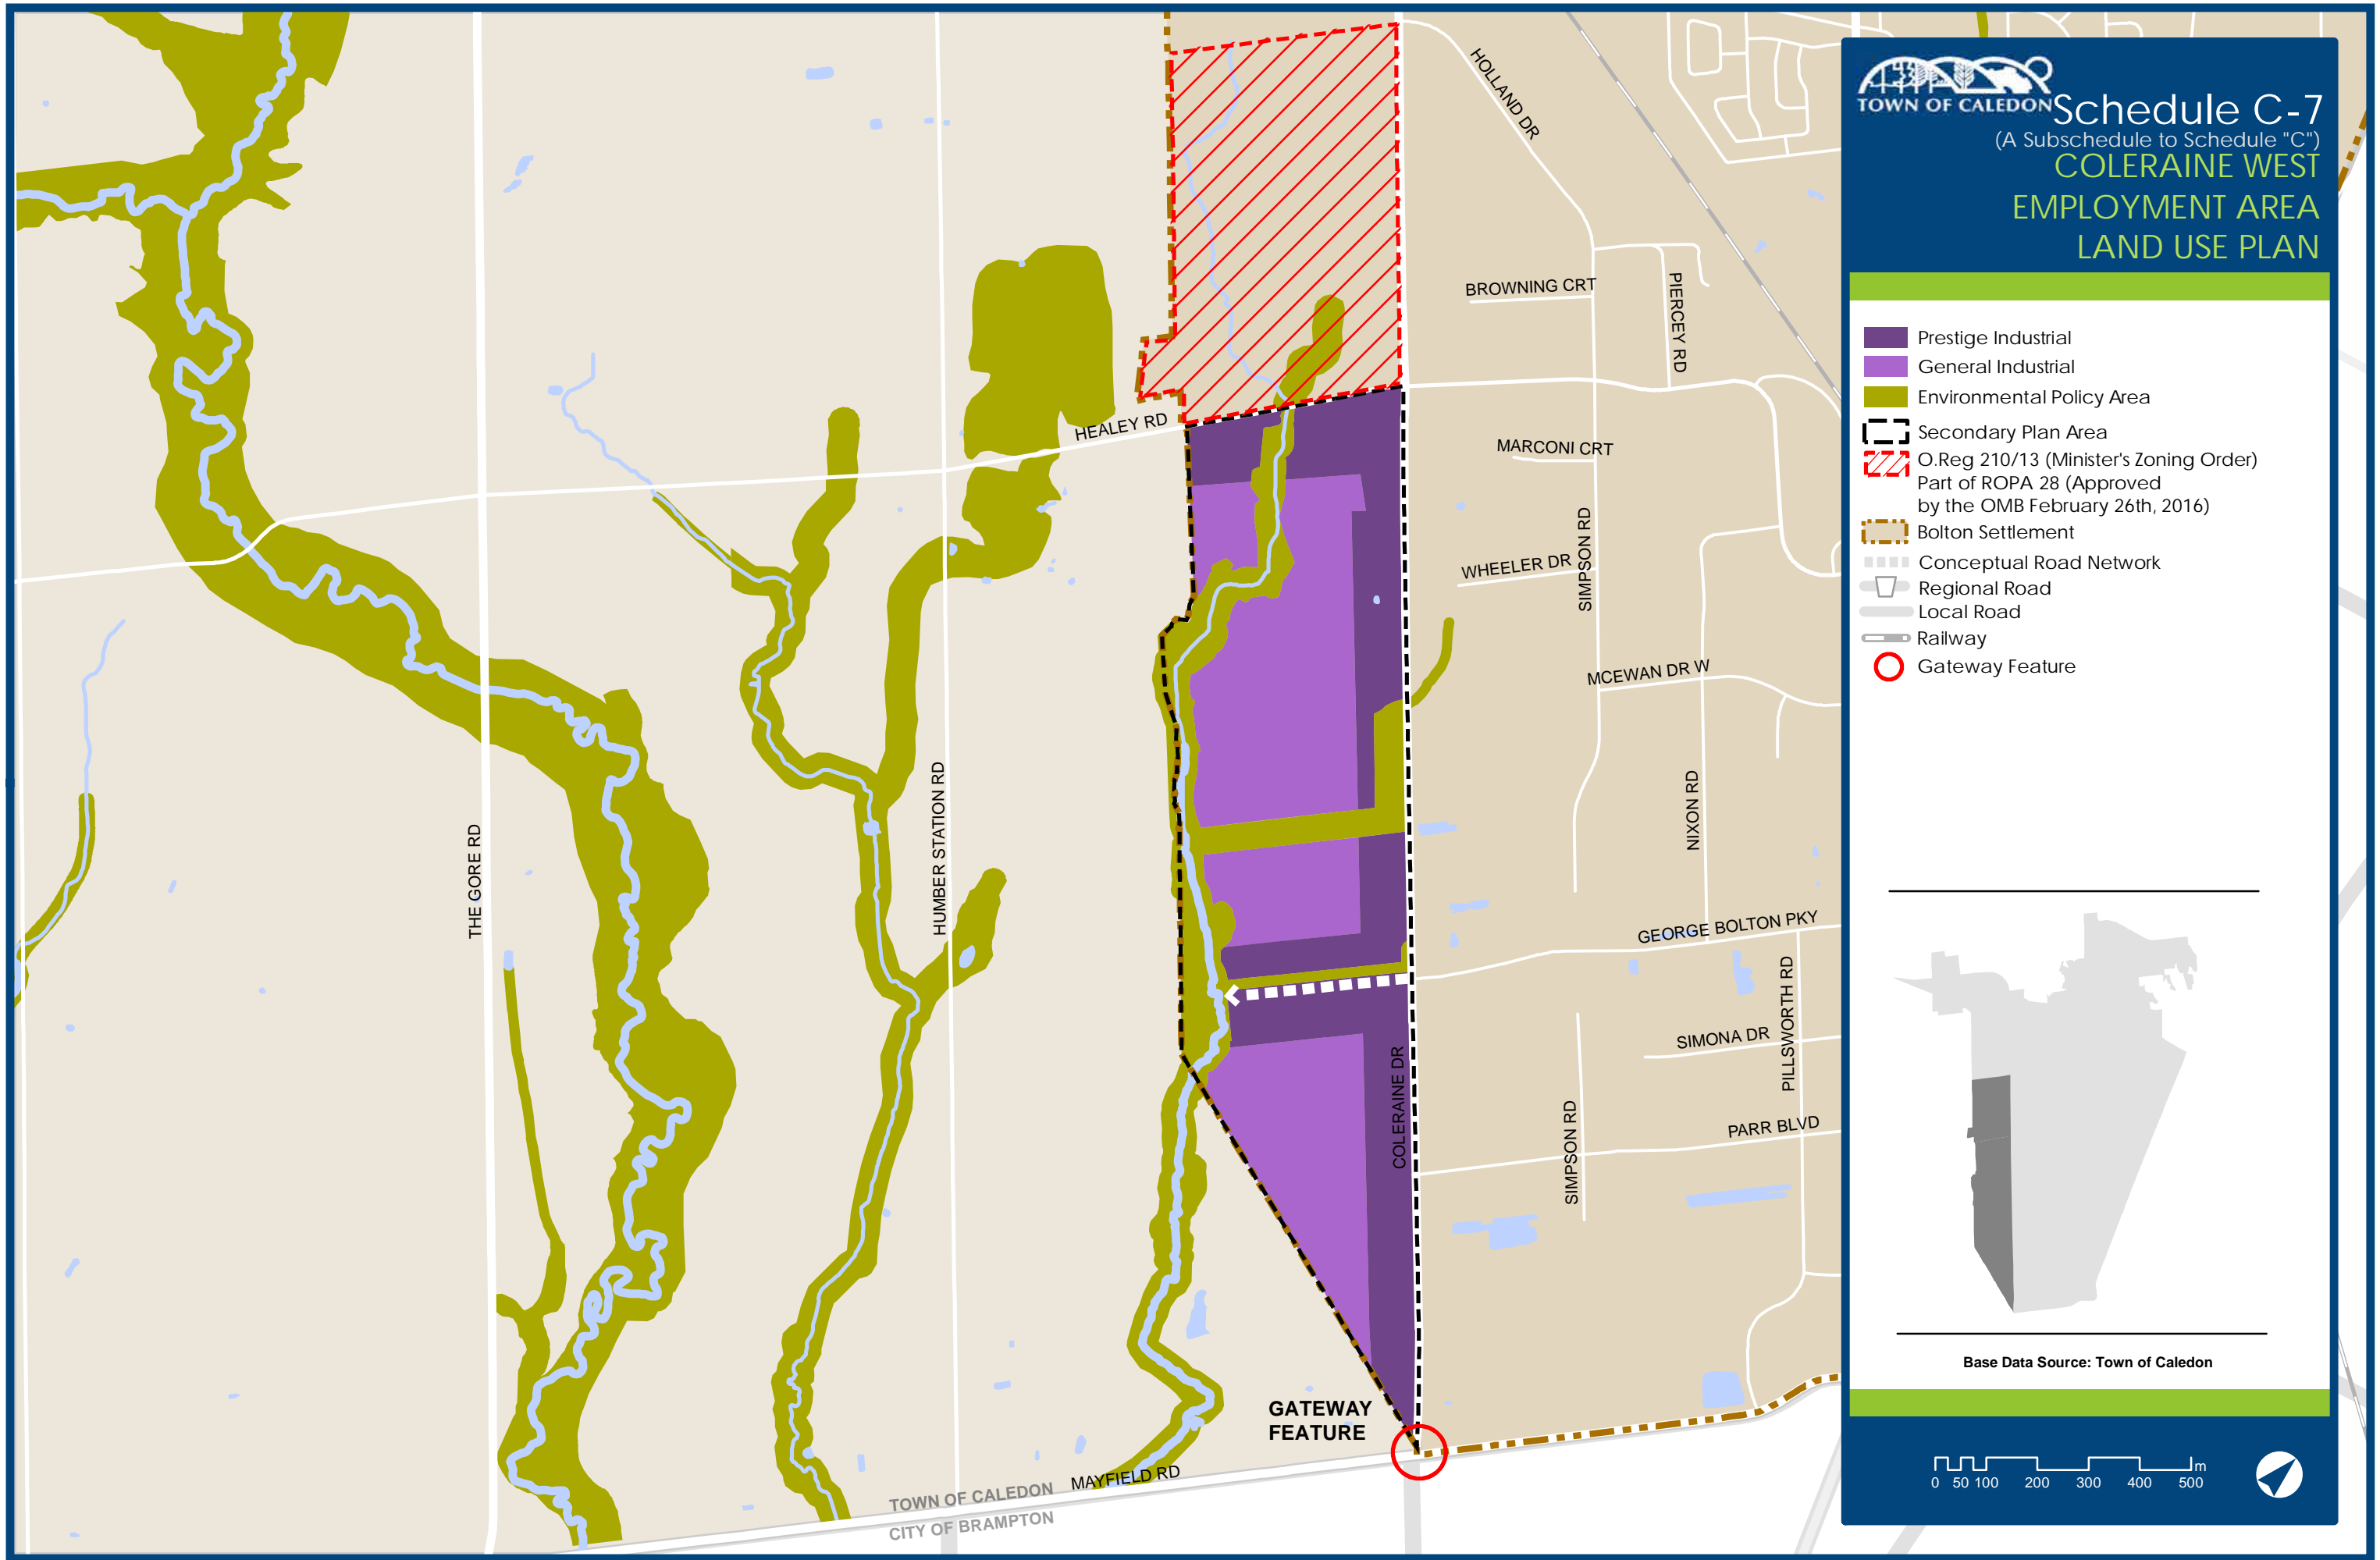 TOWN OF CALEDON
Schedule C-7
(A Subschedule to Schedule "C")
COLERAINE WEST
EMPLOYMENT AREA
LAND USE PLAN
Prestige Industrial
General Industrial
Environmental Policy Area
Secondary Plan Area
O.Reg 210/13 (Minister's Zoning Order)
Part of ROPA 28 (Approved
by the OMB February 26th, 2016)
Bolton Settlement
Conceptual Road Network
Regional Road
Local Road
Railway
Gateway Feature
Base Data Source: Town of Caledon
m
0 50 100 200 300 400 500
HOLLAND DR
BROWNING CRT
PIERCEY RD
HEALEY RD
MARCONI CRT
SIMPSON RD
WHEELER DR
MCEWAN DR W
NIXON RD
THE GORE RD
HUMBER STATION RD
GEORGE BOLTON PKY
PILLSWORTH RD
SIMONA DR
COLERAINE DR
SIMPSON RD
PARR BLVD
GATEWAY
FEATURE
MAYFIELD RD
TOWN OF CALEDON
CITY OF BRAMPTON